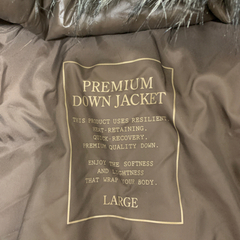 PREMIUM
DOWN JACKET
THIS PRODUCT USES RESILIENT
HEAT-RETAINING,
QUICK-RECOVERY,
PREMIUM QUALITY DOWN.
ENJOY THE SOFTNESS
AND LIGHTNESS
THAT WRAP YOUR BODY.
LARGE